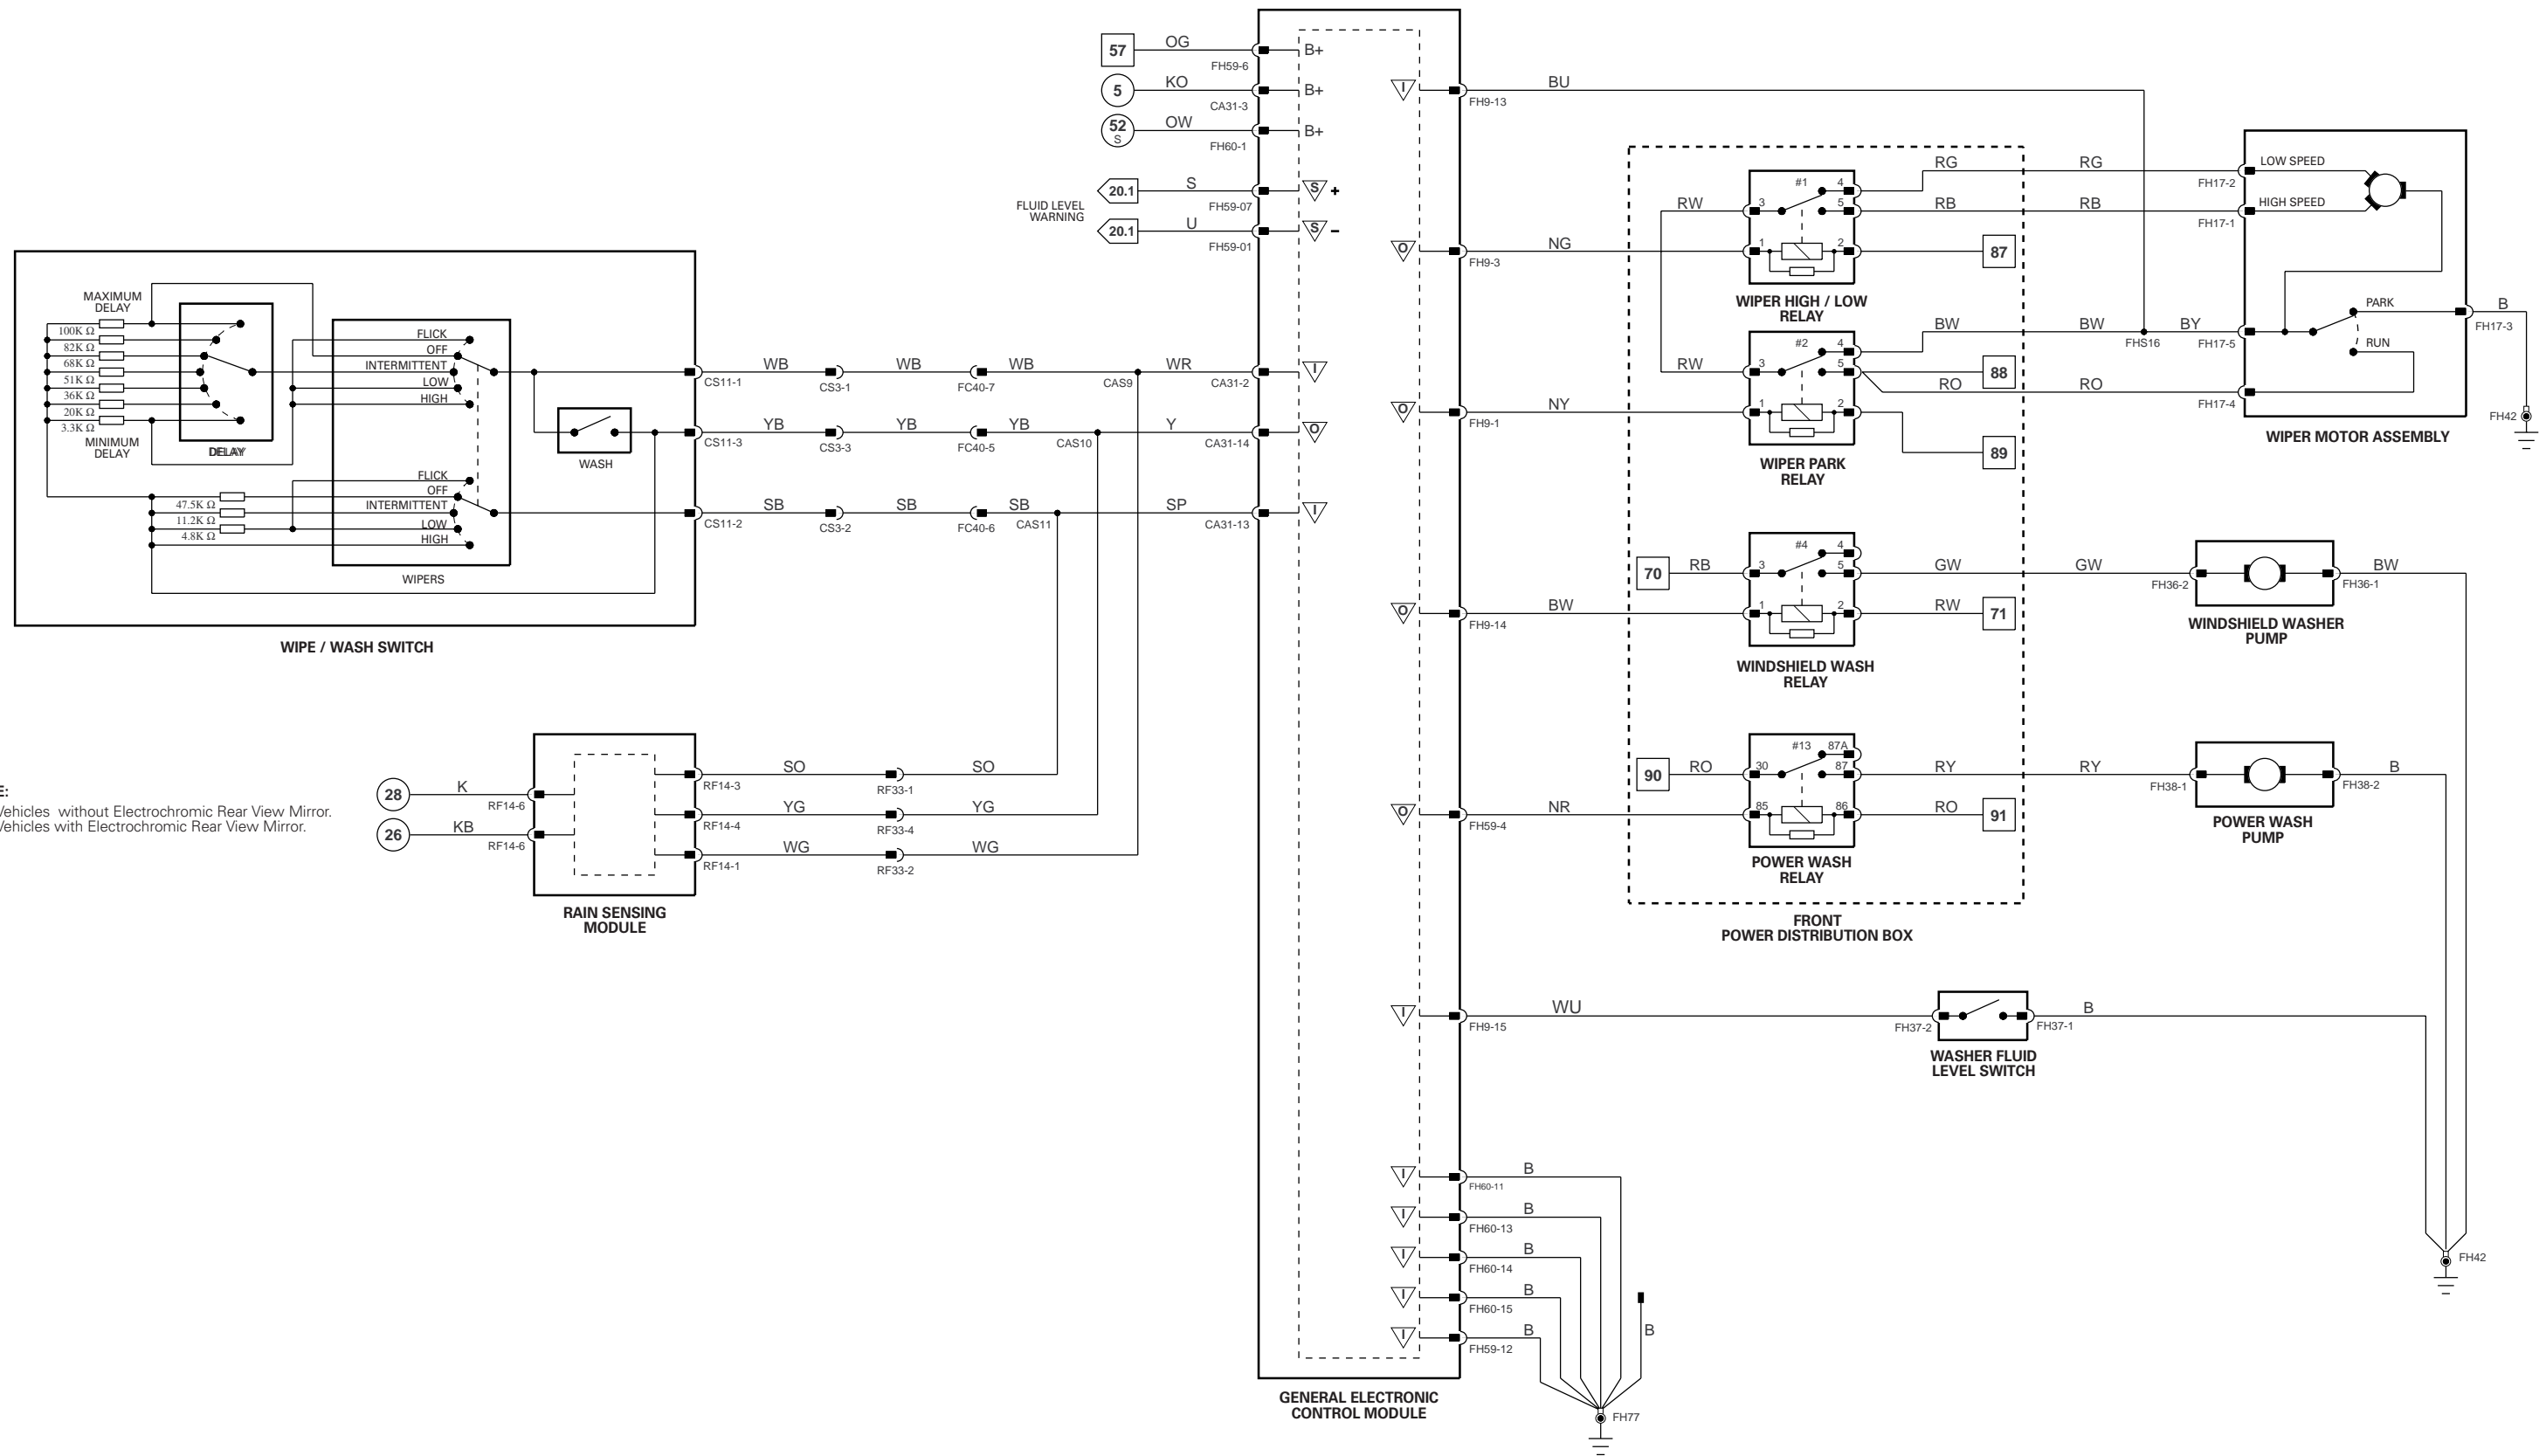 57
OG
FH59-6
B+
5
KO
CA31-3
B+
52
S
OW
FH60-1
B+
FLUID LEVEL
WARNING
20.1
S
FH59-07
S
+
20.1
U
FH59-01
S
–
I
FH9-13
BU
O
FH9-3
NG
MAXIMUM
DELAY
100K Ω
82K Ω
68K Ω
51K Ω
36K Ω
20K Ω
3.3K Ω
MINIMUM
DELAY
DELAY
FLICK
OFF
INTERMITTENT
LOW
HIGH
WASH
FLICK
OFF
INTERMITTENT
LOW
HIGH
47.5K Ω
11.2K Ω
4.8K Ω
WIPERS
WIPE / WASH SWITCH
CS11-1
WB
CS3-1
WB
FC40-7
WB
CAS9
WR
CA31-2
I
CS11-3
YB
CS3-3
YB
FC40-5
YB
CAS10
Y
CA31-14
O
CS11-2
SB
CS3-2
SB
FC40-6
SB
CAS11
SP
CA31-13
I
E:
Vehicles without Electrochromic Rear View Mirror.
Vehicles with Electrochromic Rear View Mirror.
28
K
RF14-6
26
KB
RF14-6
RF14-3
SO
RF33-1
SO
RF14-4
YG
RF33-4
YG
RF14-1
WG
RF33-2
WG
RAIN SENSING
MODULE
RW
#1
3
4
5
1
2
WIPER HIGH / LOW
RELAY
RG
RG
FH17-2
LOW SPEED
RB
RB
FH17-1
HIGH SPEED
87
O
FH9-1
NY
RW
#2
3
4
5
1
2
WIPER PARK
RELAY
BW
BW
FHS16
BY
FH17-5
88
RO
RO
FH17-4
89
PARK
RUN
B
FH17-3
FH42
WIPER MOTOR ASSEMBLY
O
FH9-14
BW
70
RB
#4
3
4
5
1
2
WINDSHIELD WASH
RELAY
GW
GW
FH36-2
RW
71
FH36-1
BW
WINDSHIELD WASHER
PUMP
O
FH59-4
NR
90
RO
#13
30
87A
87
85
86
POWER WASH
RELAY
RY
RY
FH38-1
RO
91
FH38-2
B
POWER WASH
PUMP
FRONT
POWER DISTRIBUTION BOX
I
FH9-15
WU
FH37-2
FH37-1
B
WASHER FLUID
LEVEL SWITCH
I
FH60-11
B
I
FH60-13
B
I
FH60-14
B
I
FH60-15
B
I
FH59-12
B
B
FH77
FH42
GENERAL ELECTRONIC
CONTROL MODULE